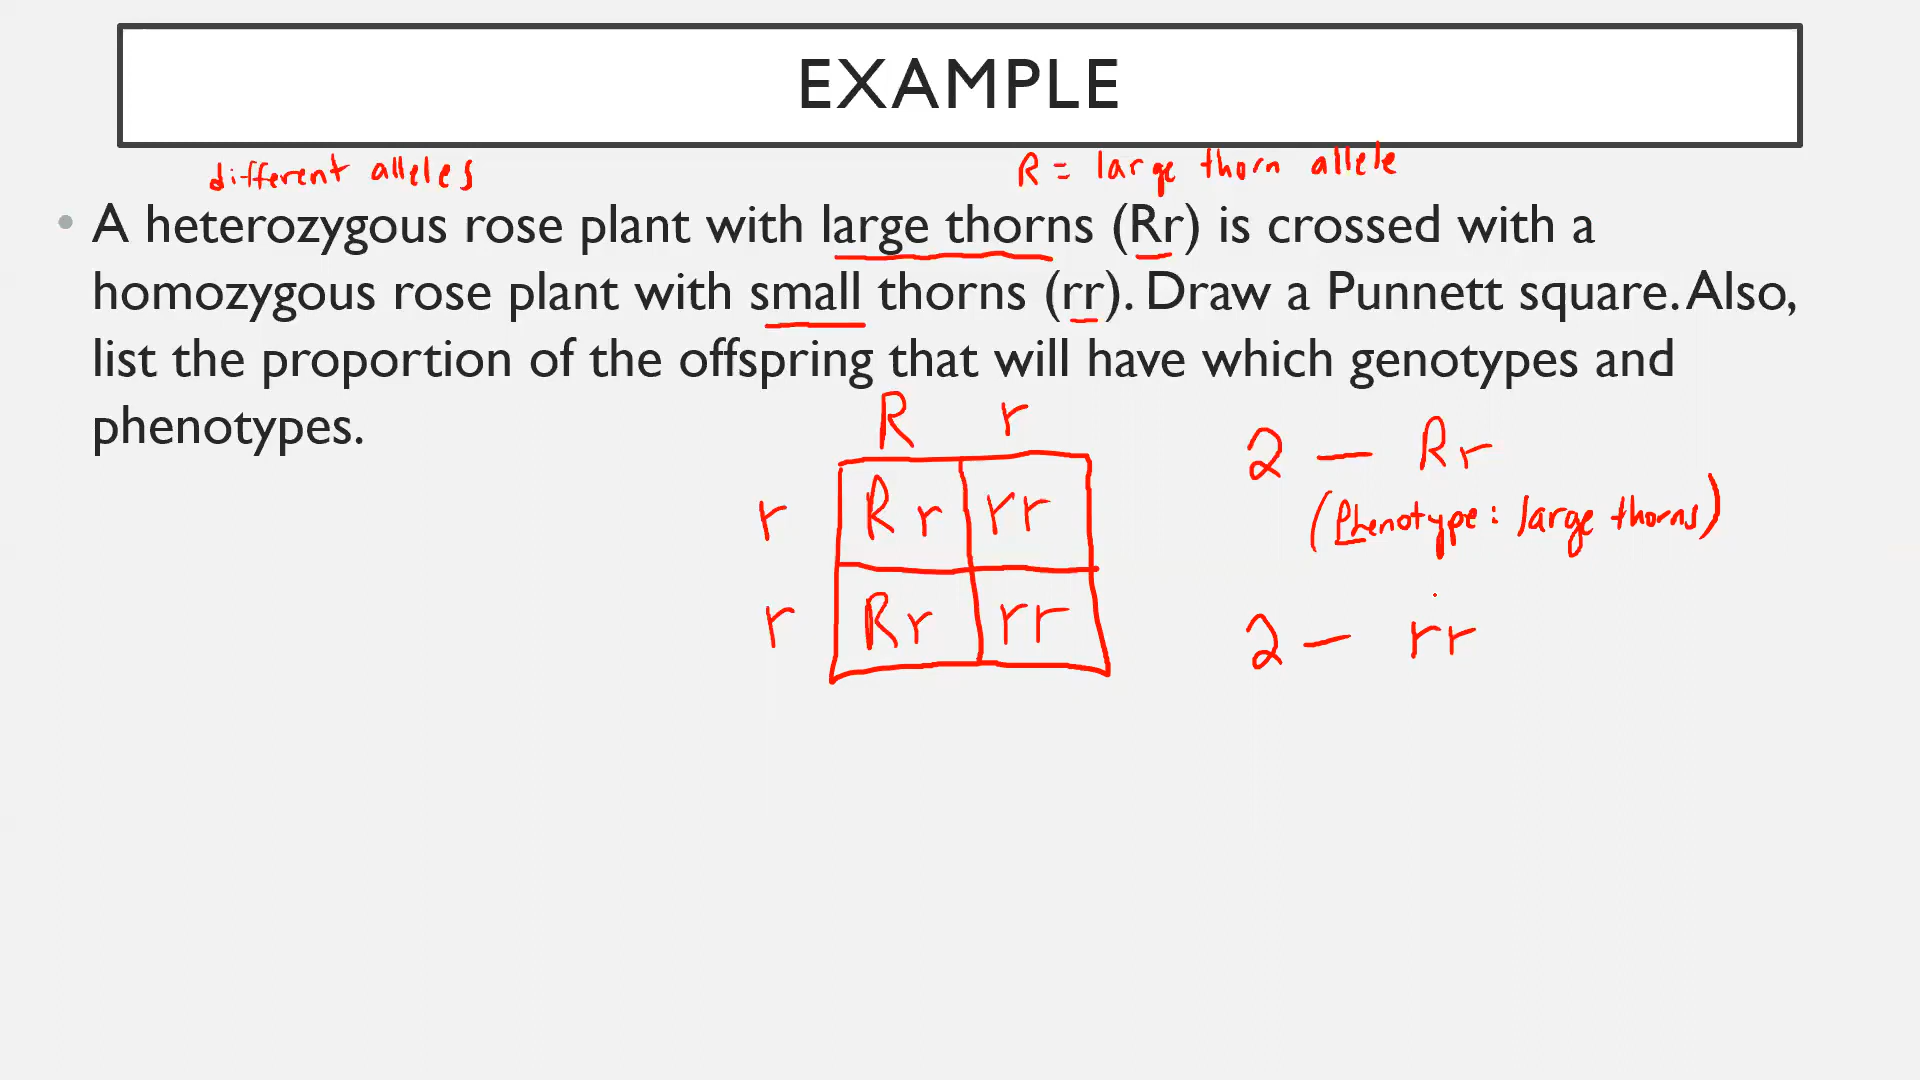 EXAMPLE
different alleles
R = large thorn allele
• A heterozygous rose plant with large thorns (Rr) is crossed with a
homozygous rose plant with small thorns (rr). Draw a Punnett square. Also,
list the proportion of the offspring that will have which genotypes and
phenotypes.
R r
r Rr rr
r Rr rr
2 — Rr
(Phenotype: large thorns)
2 — rr